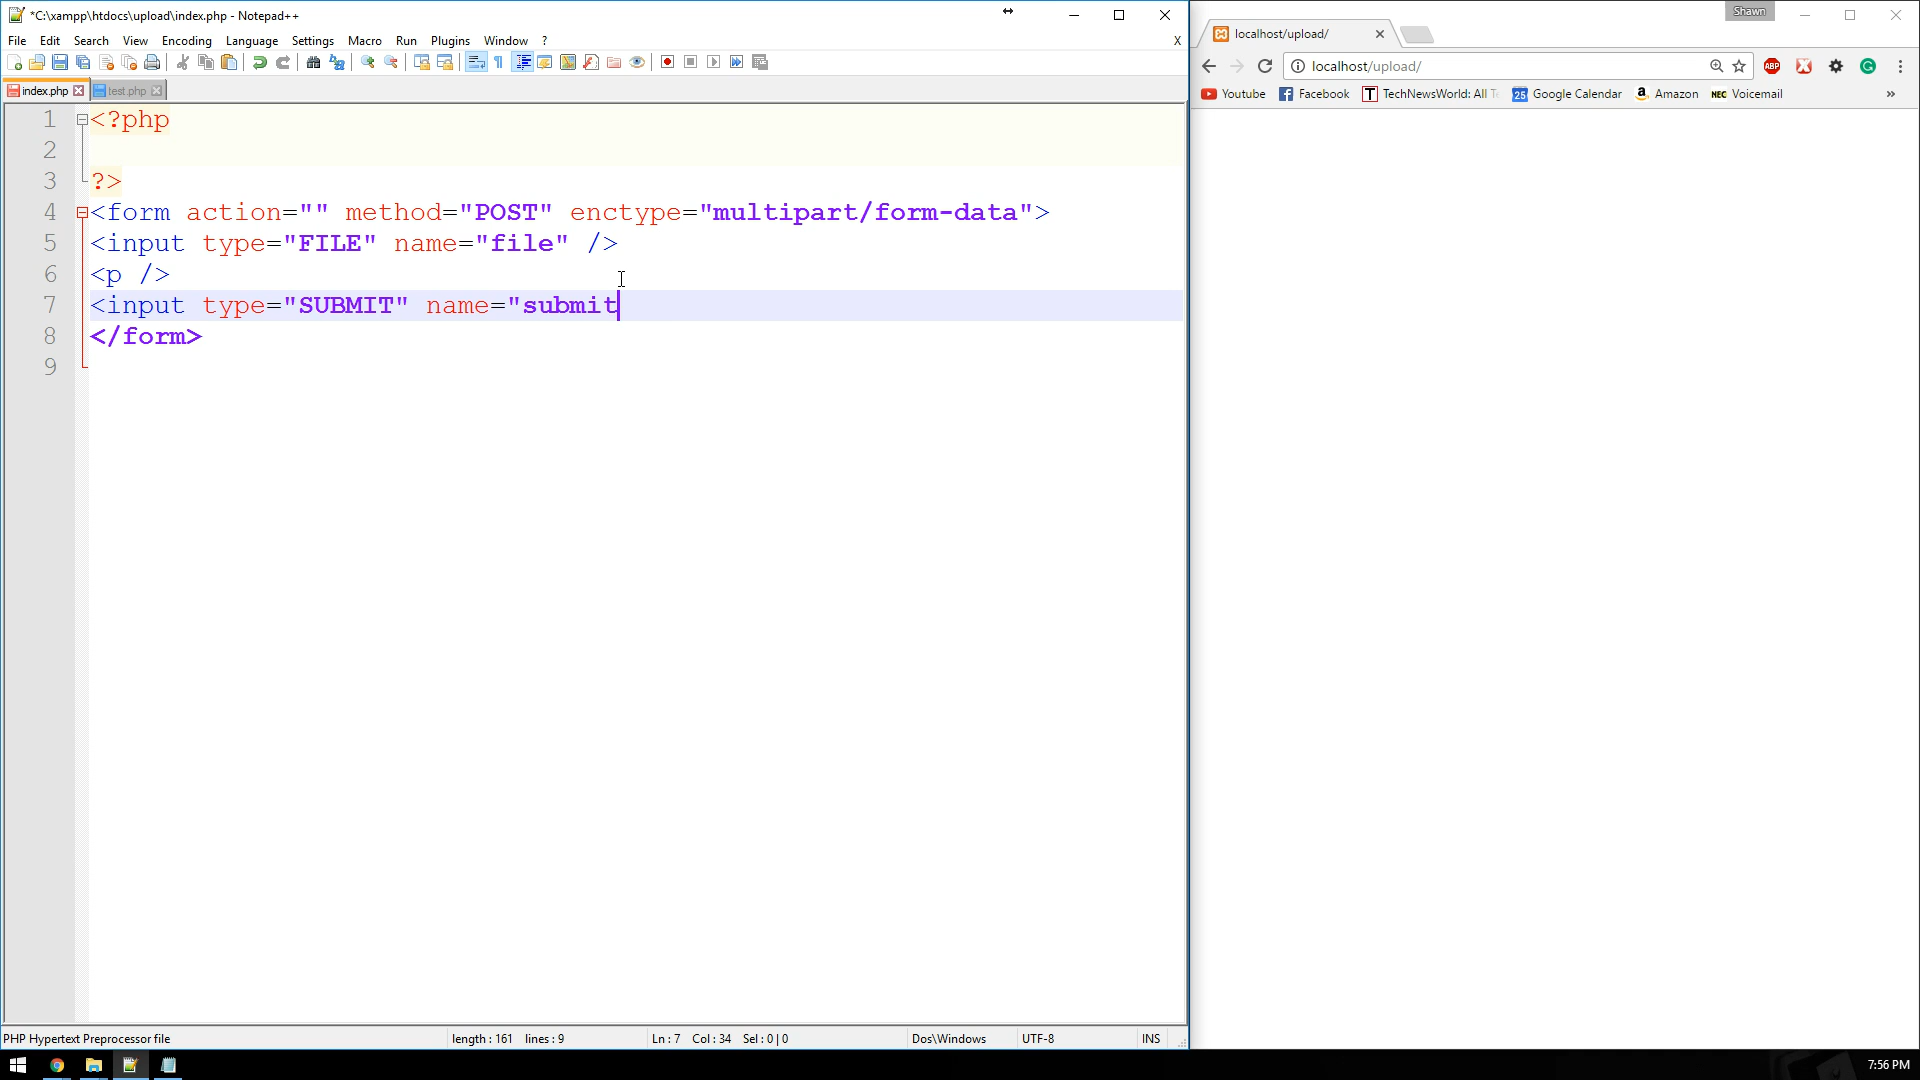 *C:\xampp\htdocs\upload\index.php - Notepad++
File Edit Search View Encoding Language Settings Macro Run Plugins Window ? X
index.php test.php
1 <?php
2
3 ?>
4 <form action="" method="POST" enctype="multipart/form-data">
5 <input type="FILE" name="file" />
6 <p />
7 <input type="SUBMIT" name="submit
8 </form>
9
PHP Hypertext Preprocessor file length : 161 lines : 9 Ln : 7 Col : 34 Sel : 0 | 0 Dos\Windows UTF-8 INS
Shawn
localhost/upload/
localhost/upload/
ABP
Youtube Facebook T TechNewsWorld: All 25 Google Calendar a Amazon NEC Voicemail »
7:56 PM